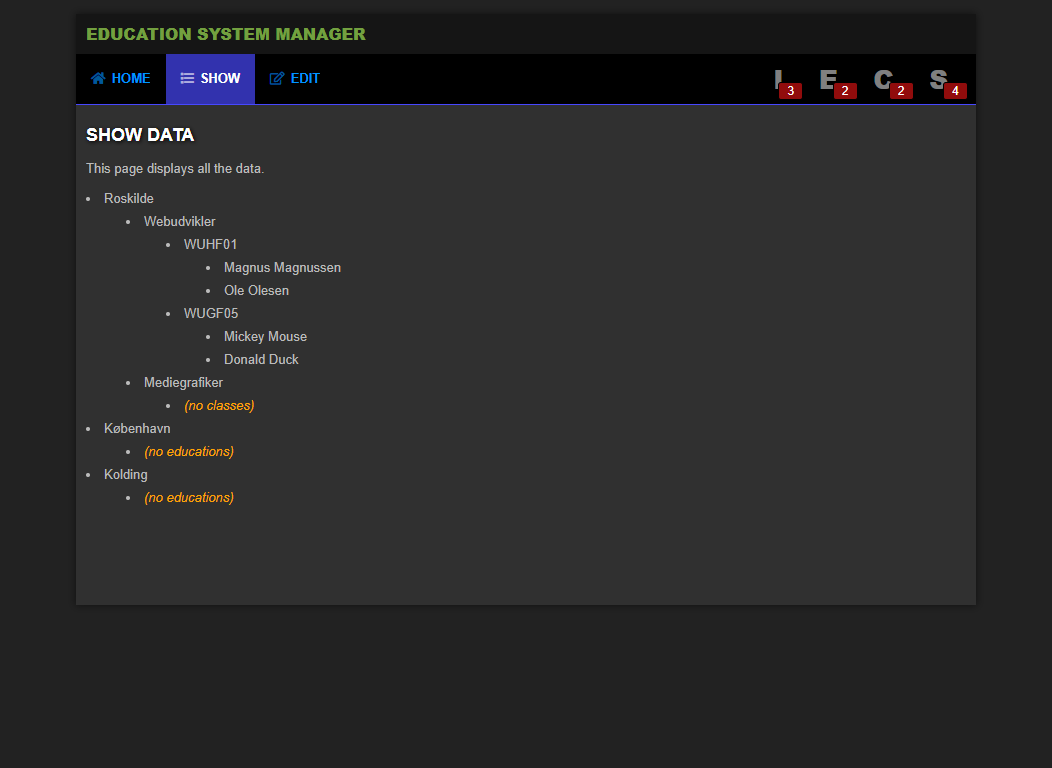 EDUCATION SYSTEM MANAGER
HOME SHOW EDIT I 3 E 2 C 2 S 4
SHOW DATA
This page displays all the data.
Roskilde
Webudvikler
WUHF01
Magnus Magnussen
Ole Olesen
WUGF05
Mickey Mouse
Donald Duck
Mediegrafiker
(no classes)
København
(no educations)
Kolding
(no educations)